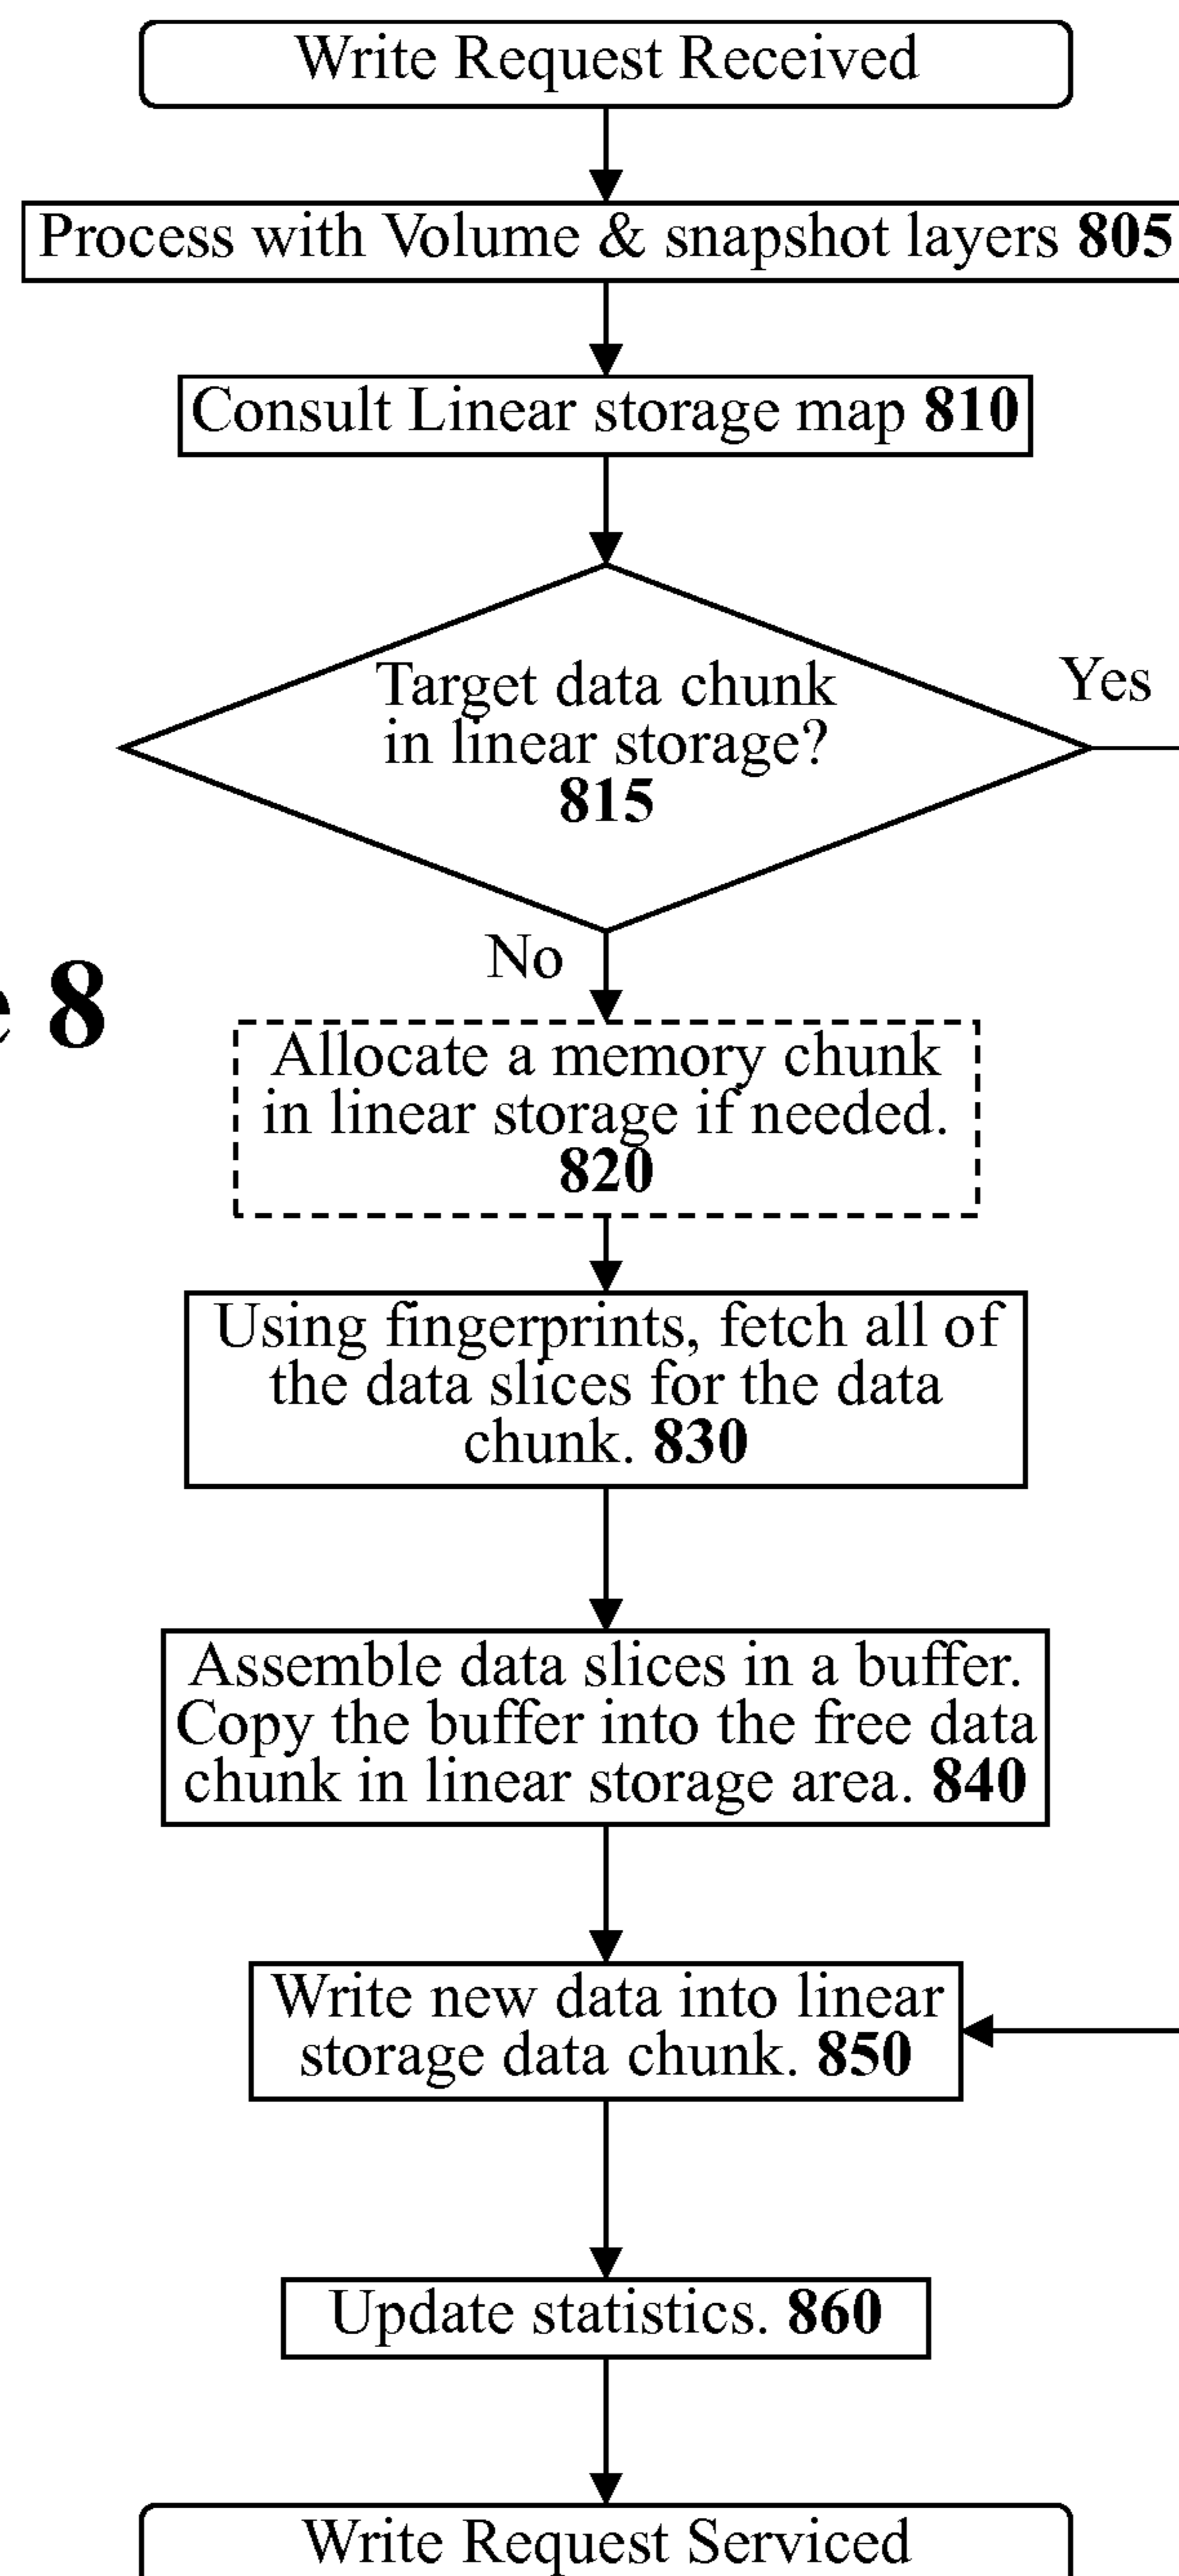 Write Request Received
Process with Volume & snapshot layers 805
Consult Linear storage map 810
Target data chunk
in linear storage?
815
Yes
No
8
Allocate a memory chunk
in linear storage if needed.
820
Using fingerprints, fetch all of
the data slices for the data
chunk. 830
Assemble data slices in a buffer.
Copy the buffer into the free data
chunk in linear storage area. 840
Write new data into linear
storage data chunk. 850
Update statistics. 860
Write Request Serviced